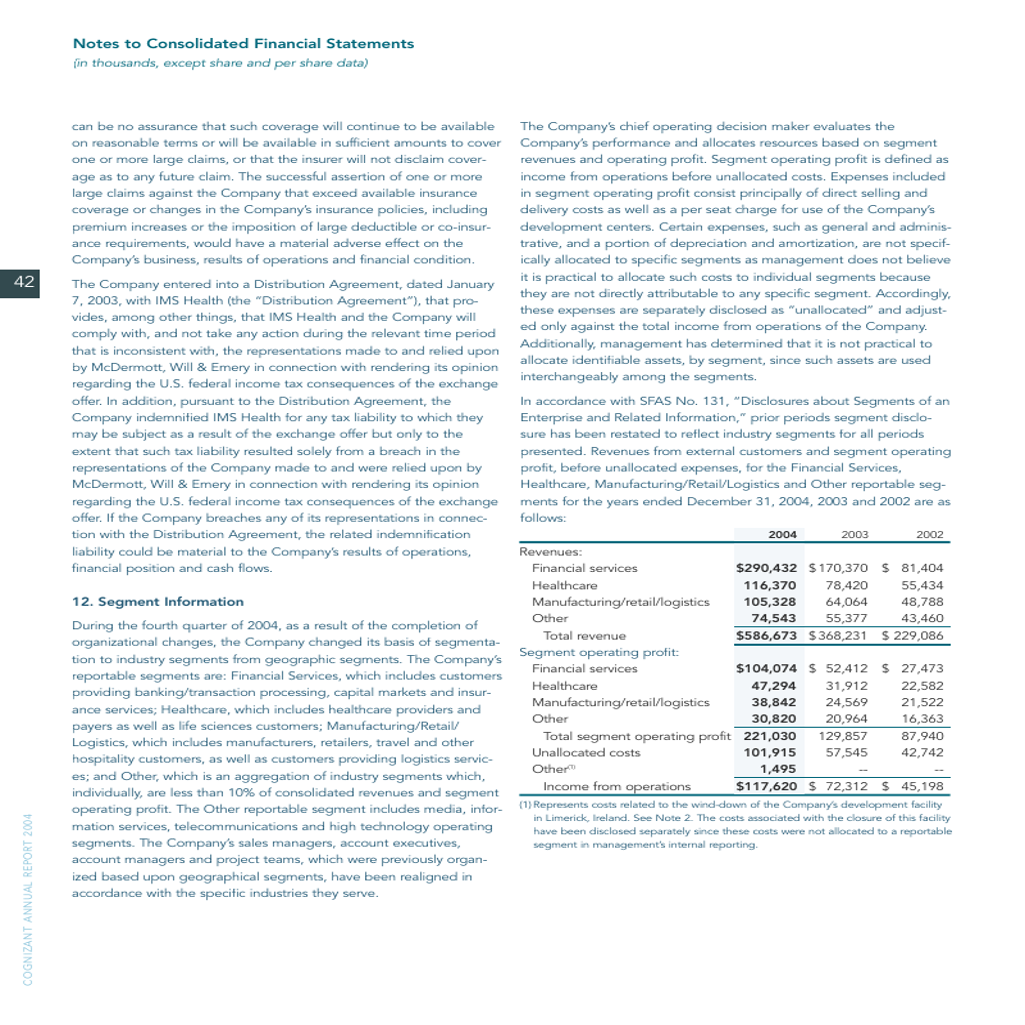 Notes to Consolidated Financial Statements
(in thousands, except share and per share data)
can be no assurance that such coverage will continue to be available
on reasonable terms or will be available in sufficient amounts to cover
one or more large claims, or that the insurer will not disclaim cover-
age as to any future claim. The successful assertion of one or more
large claims against the Company that exceed available insurance
coverage or changes in the Company's insurance policies, including
premium increases or the imposition of large deductible or co-insur-
ance requirements, would have a material adverse effect on the
Company's business, results of operations and financial condition.
42
The Company entered into a Distribution Agreement, dated January
7, 2003, with IMS Health (the "Distribution Agreement"), that pro-
vides, among other things, that IMS Health and the Company will
comply with, and not take any action during the relevant time period
that is inconsistent with, the representations made to and relied upon
by McDermott, Will & Emery in connection with rendering its opinion
regarding the U.S. federal income tax consequences of the exchange
offer. In addition, pursuant to the Distribution Agreement, the
Company indemnified IMS Health for any tax liability to which they
may be subject as a result of the exchange offer but only to the
extent that such tax liability resulted solely from a breach in the
representations of the Company made to and were relied upon by
McDermott, Will & Emery in connection with rendering its opinion
regarding the U.S. federal income tax consequences of the exchange
offer. If the Company breaches any of its representations in connec-
tion with the Distribution Agreement, the related indemnification
liability could be material to the Company's results of operations,
financial position and cash flows.
12. Segment Information
During the fourth quarter of 2004, as a result of the completion of
organizational changes, the Company changed its basis of segmenta-
tion to industry segments from geographic segments. The Company's
reportable segments are: Financial Services, which includes customers
providing banking/transaction processing, capital markets and insur-
ance services; Healthcare, which includes healthcare providers and
payers as well as life sciences customers; Manufacturing/Retail/
Logistics, which includes manufacturers, retailers, travel and other
hospitality customers, as well as customers providing logistics servic-
es; and Other, which is an aggregation of industry segments which,
individually, are less than 10% of consolidated revenues and segment
operating profit. The Other reportable segment includes media, infor-
mation services, telecommunications and high technology operating
segments. The Company's sales managers, account executives,
account managers and project teams, which were previously organ-
ized based upon geographical segments, have been realigned in
accordance with the specific industries they serve.
The Company's chief operating decision maker evaluates the
Company's performance and allocates resources based on segment
revenues and operating profit. Segment operating profit is defined as
income from operations before unallocated costs. Expenses included
in segment operating profit consist principally of direct selling and
delivery costs as well as a per seat charge for use of the Company's
development centers. Certain expenses, such as general and adminis-
trative, and a portion of depreciation and amortization, are not specif-
ically allocated to specific segments as management does not believe
it is practical to allocate such costs to individual segments because
they are not directly attributable to any specific segment. Accordingly,
these expenses are separately disclosed as "unallocated" and adjust-
ed only against the total income from operations of the Company.
Additionally, management has determined that it is not practical to
allocate identifiable assets, by segment, since such assets are used
interchangeably among the segments.
In accordance with SFAS No. 131, "Disclosures about Segments of an
Enterprise and Related Information," prior periods segment disclo-
sure has been restated to reflect industry segments for all periods
presented. Revenues from external customers and segment operating
profit, before unallocated expenses, for the Financial Services,
Healthcare, Manufacturing/Retail/Logistics and Other reportable seg-
ments for the years ended December 31, 2004, 2003 and 2002 are as
follows:
2004 2003 2002
Revenues:
Financial services $290,432 $170,370 $ 81,404
Healthcare 116,370 78,420 55,434
Manufacturing/retail/logistics 105,328 64,064 48,788
Other 74,543 55,377 43,460
Total revenue $586,673 $368,231 $ 229,086
Segment operating profit:
Financial services $104,074 $ 52,412 $ 27,473
Healthcare 47,294 31,912 22,582
Manufacturing/retail/logistics 38,842 24,569 21,522
Other 30,820 20,964 16,363
Total segment operating profit 221,030 129,857 87,940
Unallocated costs 101,915 57,545 42,742
Other(1) 1,495 -- --
Income from operations $117,620 $ 72,312 $ 45,198
(1) Represents costs related to the wind-down of the Company's development facility
in Limerick, Ireland. See Note 2. The costs associated with the closure of this facility
have been disclosed separately since these costs were not allocated to a reportable
segment in management's internal reporting.
COGNIZANT ANNUAL REPORT 2004